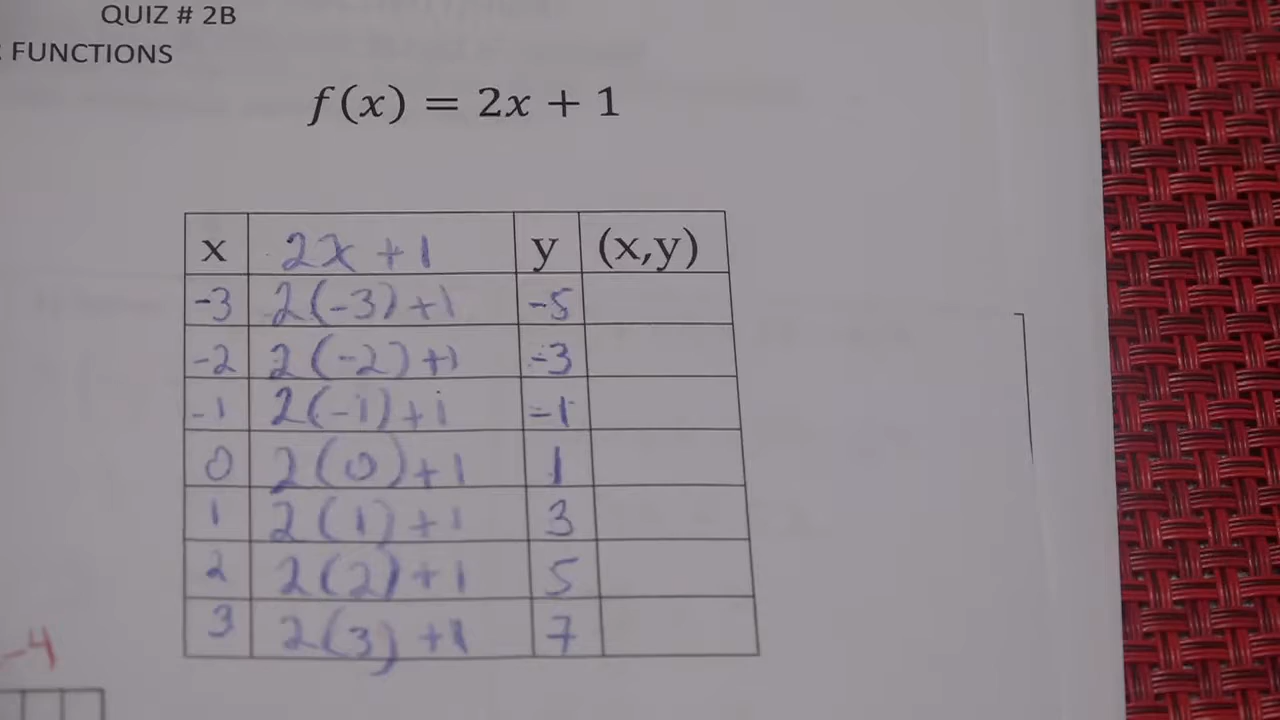 QUIZ # 2B
: FUNCTIONS
f(x) = 2x + 1
x 2x + 1 y (x,y)
-3 2(-3)+1 -5
-2 2(-2)+1 -3
-1 2(-1)+1 -1
0 2(0)+1 1
1 2(1)+1 3
2 2(2)+1 5
3 2(3)+1 7
-4